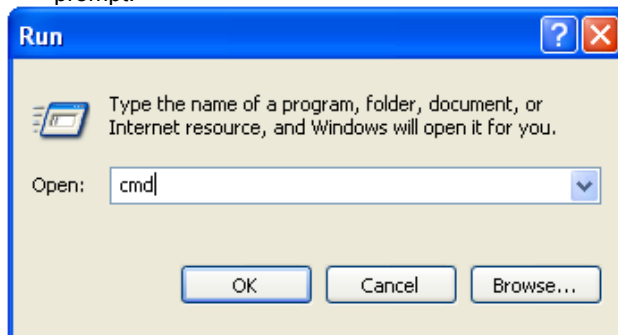 prompt.
Run
Type the name of a program, folder, document, or
Internet resource, and Windows will open it for you.
Open: cmd
OK Cancel Browse...